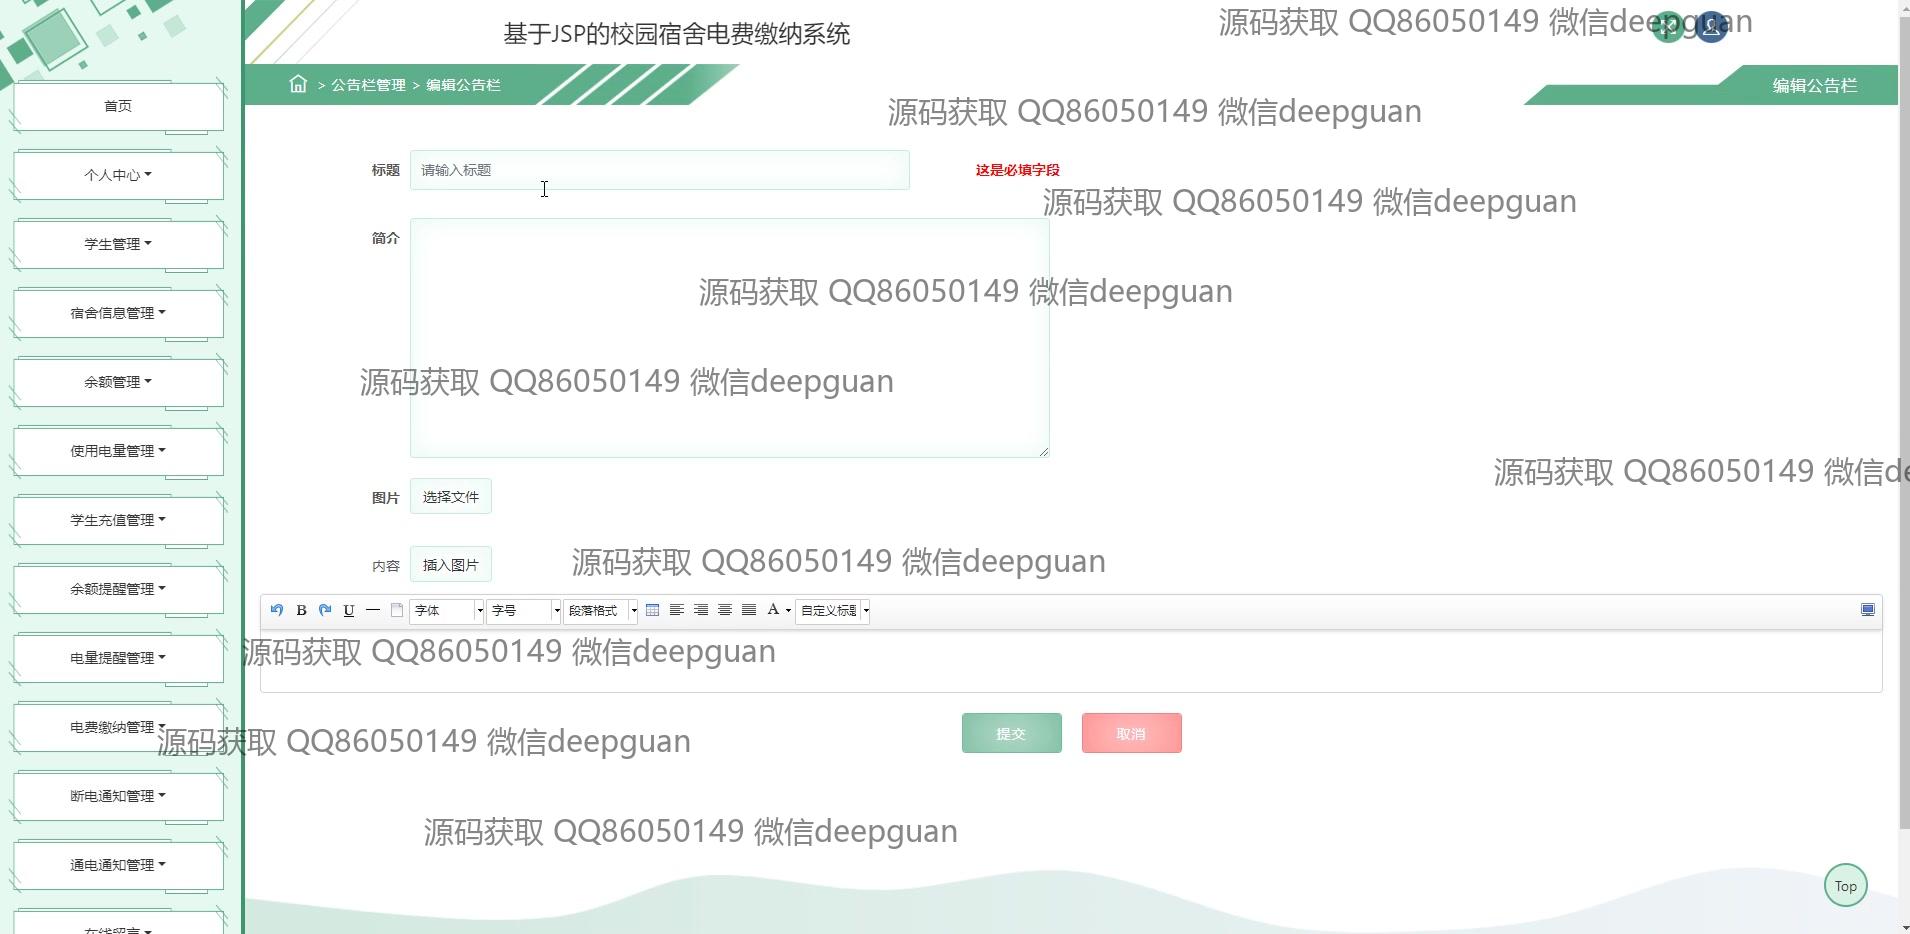 基于JSP的校园宿舍电费缴纳系统
源码获取 QQ86050149 微信deepguan
> 公告栏管理 > 编辑公告栏
编辑公告栏
源码获取 QQ86050149 微信deepguan
首页
个人中心
学生管理
宿舍信息管理
余额管理
使用电量管理
学生充值管理
余额提醒管理
电量提醒管理
电费缴纳管理
断电通知管理
通电通知管理
在线留言
标题 请输入标题 这是必填字段
源码获取 QQ86050149 微信deepguan
简介
源码获取 QQ86050149 微信deepguan
源码获取 QQ86050149 微信deepguan
源码获取 QQ86050149 微信de
图片 选择文件
内容 插入图片
源码获取 QQ86050149 微信deepguan
B U 字体 字号 段落格式 A 自定义标题
源码获取 QQ86050149 微信deepguan
提交 取消
源码获取 QQ86050149 微信deepguan
源码获取 QQ86050149 微信deepguan
Top